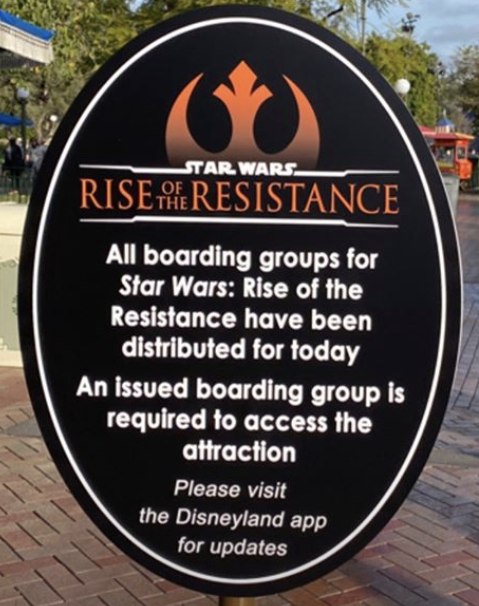 STAR WARS
RISE OF THE RESISTANCE
All boarding groups for
Star Wars: Rise of the
Resistance have been
distributed for today
An issued boarding group is
required to access the
attraction
Please visit
the Disneyland app
for updates